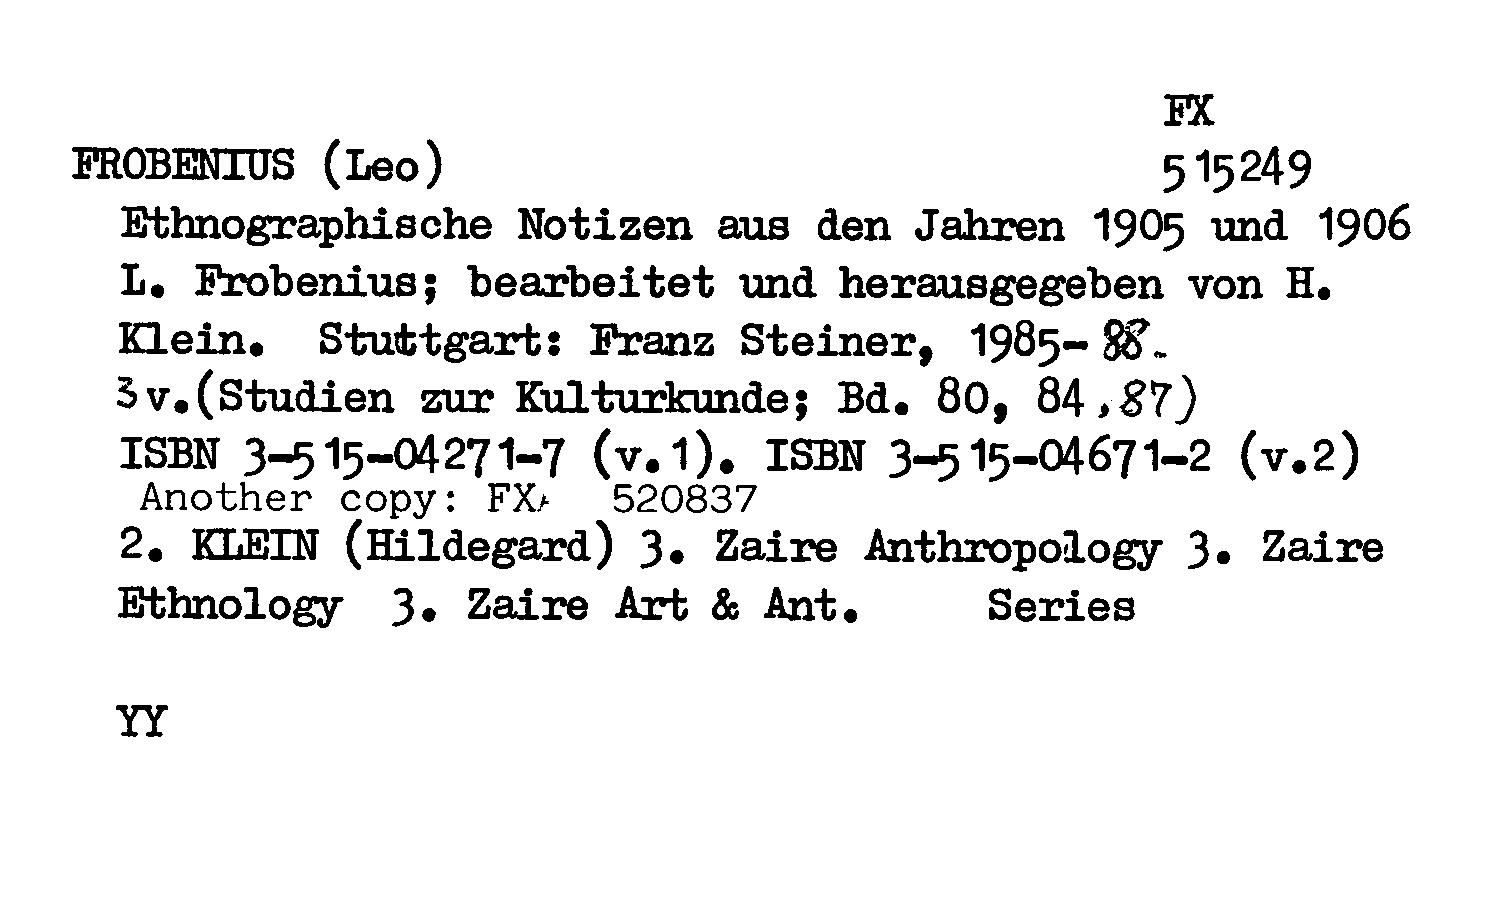 FX
FROBENIUS (Leo) 515249
Ethnographische Notizen aus den Jahren 1905 und 1906
L. Frobenius; bearbeitet und herausgegeben von H.
Klein. Stuttgart: Franz Steiner, 1985- 88.
3 v.(Studien zur Kulturkunde; Bd. 80, 84, 87)
ISBN 3-515-04271-7 (v.1). ISBN 3-515-04671-2 (v.2)
Another copy: FX 520837
2. KLEIN (Hildegard) 3. Zaire Anthropology 3. Zaire
Ethnology 3. Zaire Art & Ant. Series
YY